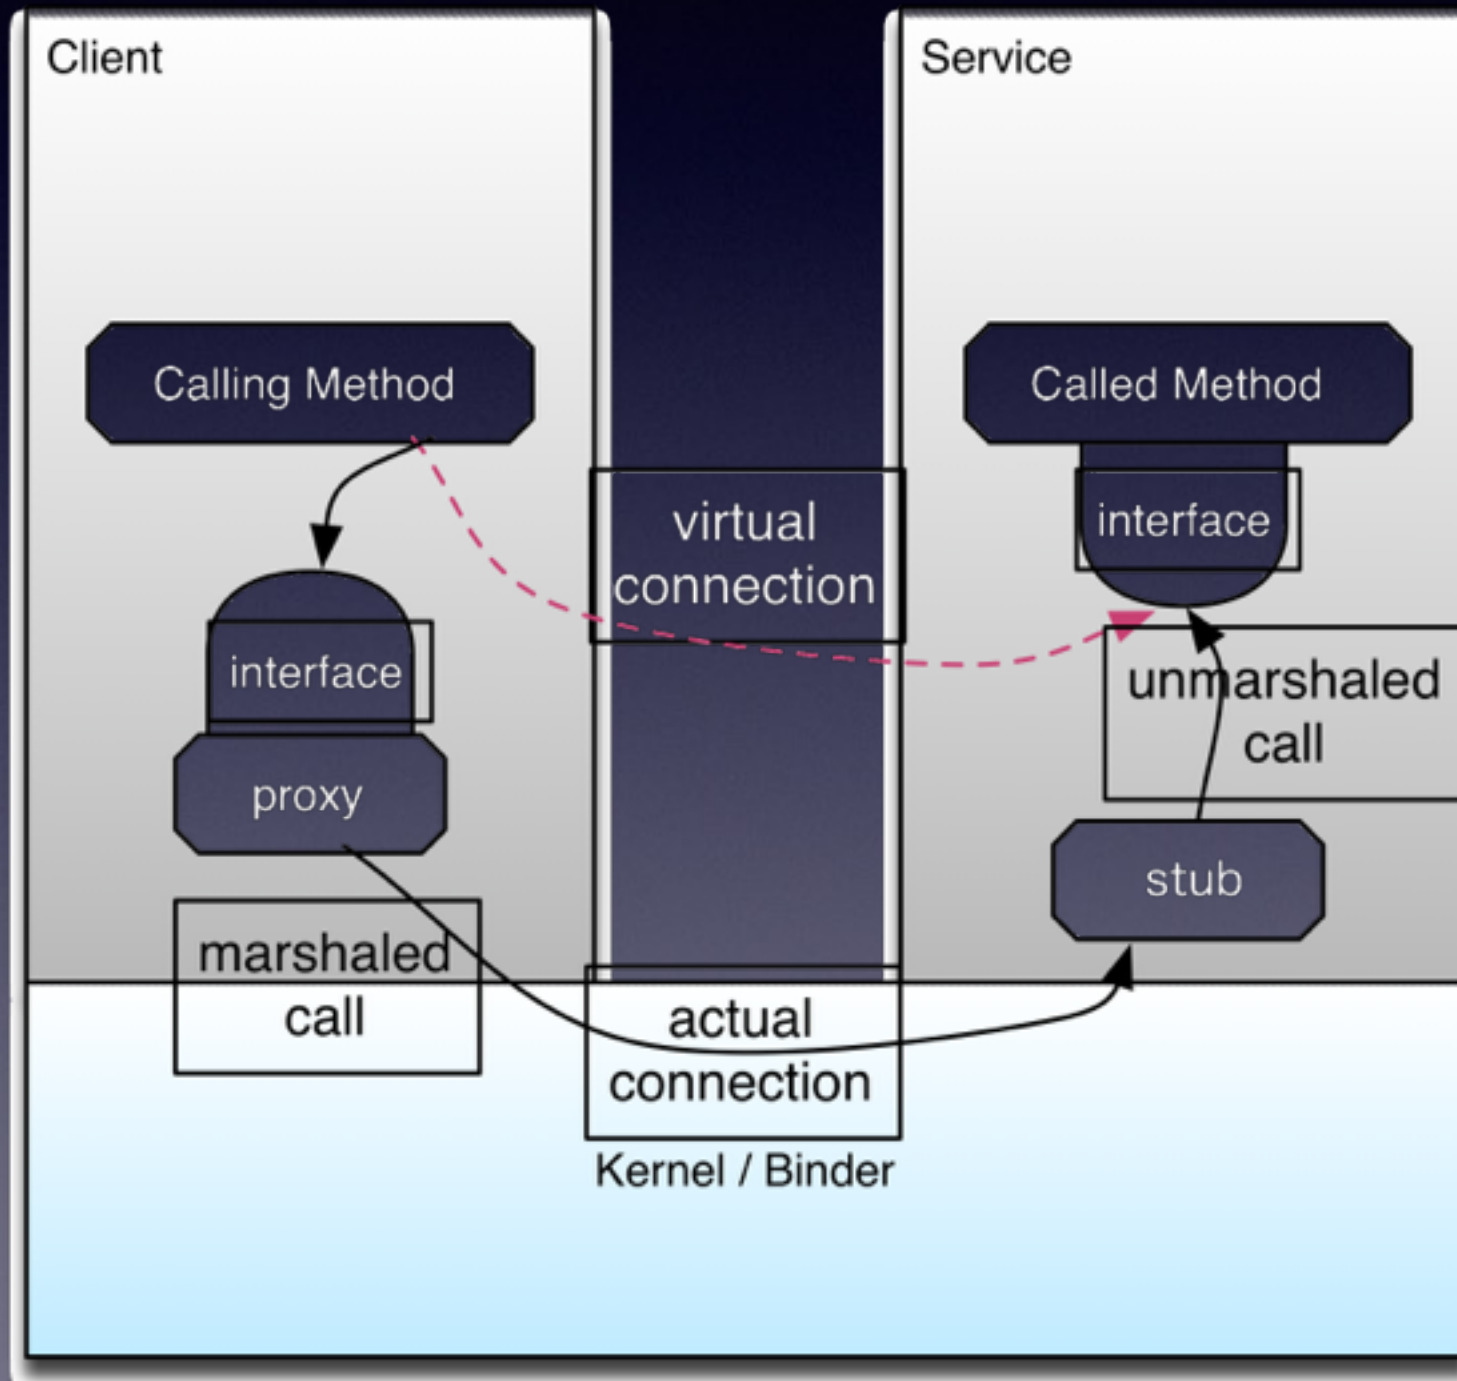 Client
Service
Calling Method
Called Method
virtual
connection
interface
interface
unmarshaled
call
proxy
stub
marshaled
call
actual
connection
Kernel / Binder